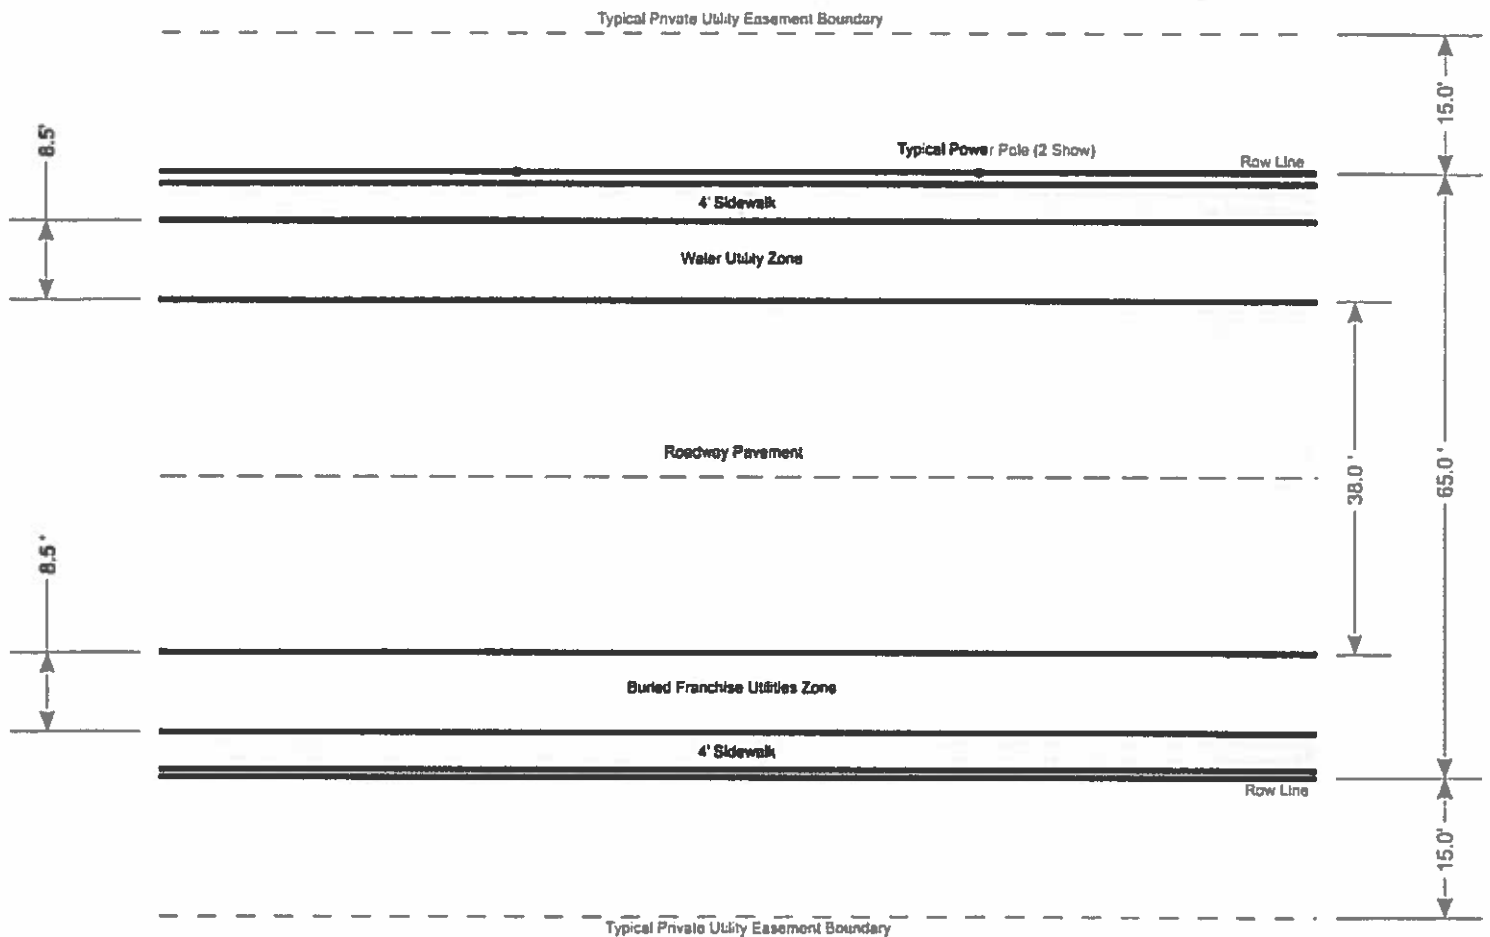 Typical Private Utility Easement Boundary
15.0'
8.5'
Typical Power Pole (2 Show)
Row Line
4' Sidewalk
Water Utility Zone
Roadway Pavement
38.0 '
65.0 '
8.5 '
Buried Franchise Utilities Zone
4' Sidewalk
Row Line
15.0'
Typical Private Utility Easement Boundary